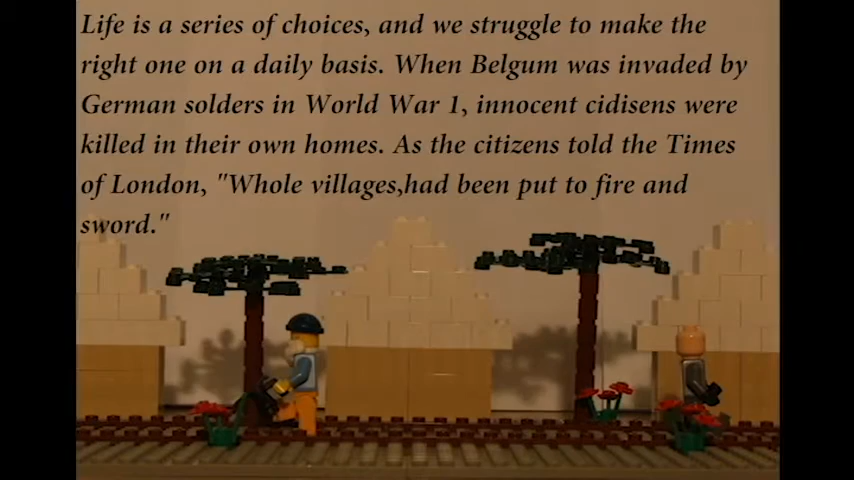 Life is a series of choices, and we struggle to make the
right one on a daily basis. When Belgum was invaded by
German solders in World War 1, innocent cidisens were
killed in their own homes. As the citizens told the Times
of London, "Whole villages,had been put to fire and
sword."